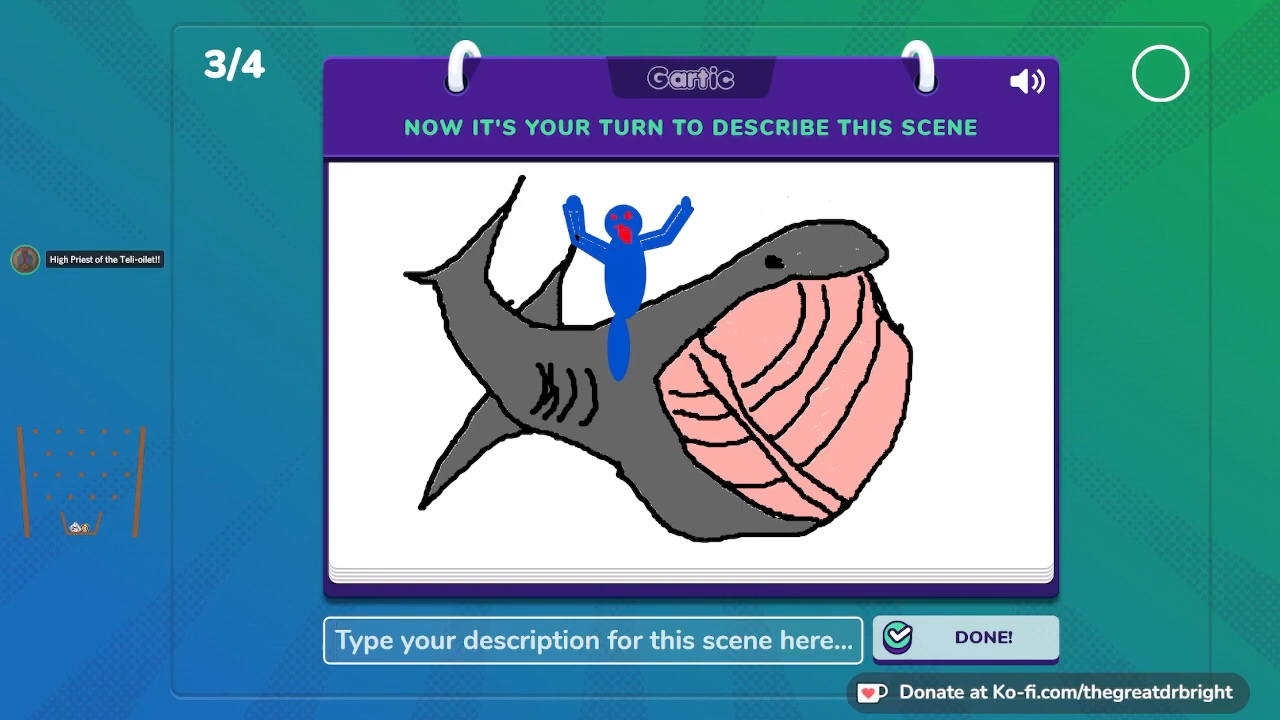 3/4
Gartic
NOW IT'S YOUR TURN TO DESCRIBE THIS SCENE
High Priest of the Teli-oilet!!
Type your description for this scene here...
DONE!
Donate at Ko-fi.com/thegreatdrbright